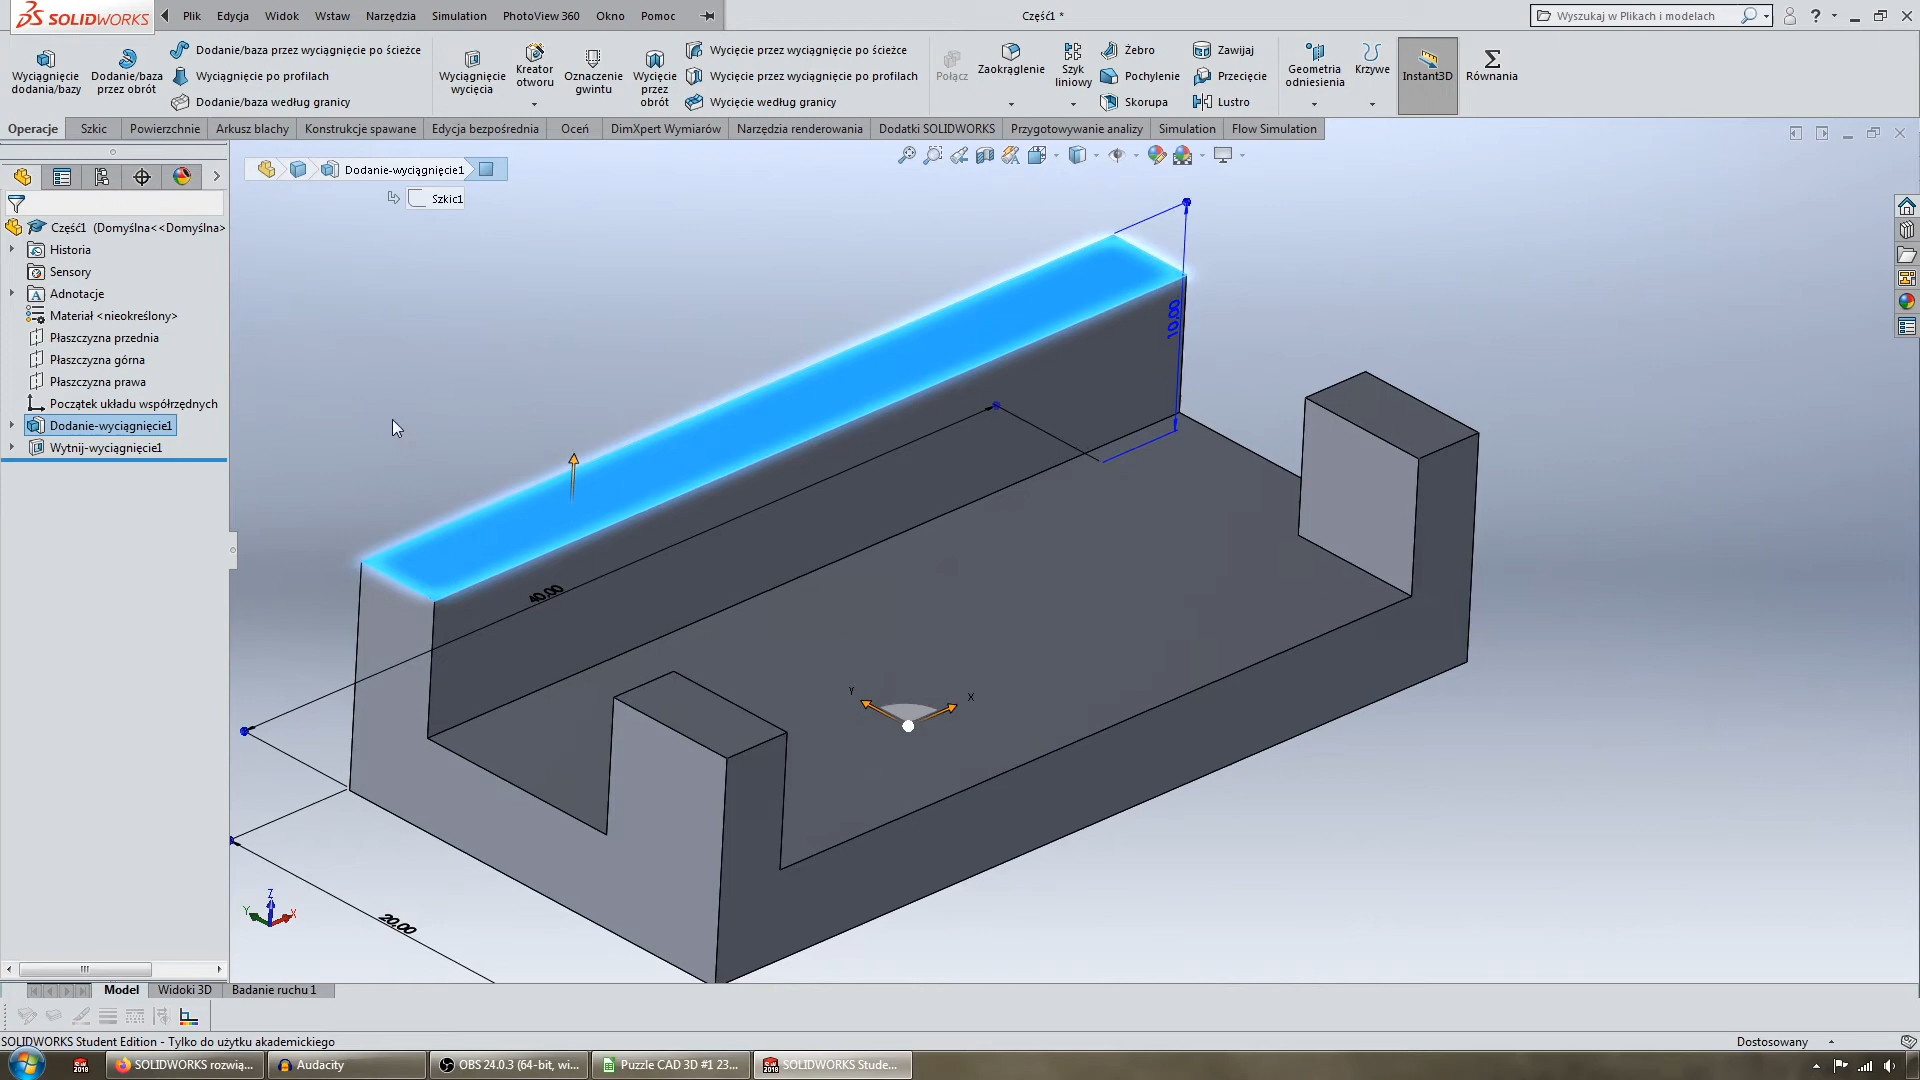 SOLIDWORKS
Plik Edycja Widok Wstaw Narzędzia Simulation PhotoView 360 Okno Pomoc
Część1 *
Wyszukaj w Plikach i modelach
?
Wyciągnięcie dodania/bazy
Dodanie/baza przez obrót
Dodanie/baza przez wyciągnięcie po ścieżce
Wyciągnięcie po profilach
Dodanie/baza według granicy
Wyciągnięcie wycięcia
Kreator otworu
Oznaczenie gwintu
Wycięcie przez obrót
Wycięcie przez wyciągnięcie po ścieżce
Wycięcie przez wyciągnięcie po profilach
Wycięcie według granicy
Połącz
Zaokrąglenie
Szyk liniowy
Żebro
Pochylenie
Skorupa
Zawijaj
Przecięcie
Lustro
Geometria odniesienia
Krzywe
Instant3D
Równania
Operacje Szkic Powierzchnie Arkusz blachy Konstrukcje spawane Edycja bezpośrednia Oceń DimXpert Wymiarów Narzędzia renderowania Dodatki SOLIDWORKS Przygotowywanie analizy Simulation Flow Simulation
Dodanie-wyciągnięcie1
Szkic1
Część1 (Domyślna<<Domyślna>
Historia
Sensory
Adnotacje
Materiał <nieokreślony>
Płaszczyzna przednia
Płaszczyzna górna
Płaszczyzna prawa
Początek układu współrzędnych
Dodanie-wyciągnięcie1
Wytnij-wyciągnięcie1
10,00
40,00
Y X
20,00
Z
Y X
Model Widoki 3D Badanie ruchu 1
SOLIDWORKS Student Edition - Tylko do użytku akademickiego
Dostosowany
2018
SOLIDWORKS rozwią...
Audacity
OBS 24.0.3 (64-bit, wi...
Puzzle CAD 3D #1 23...
2018
SOLIDWORKS Stude...